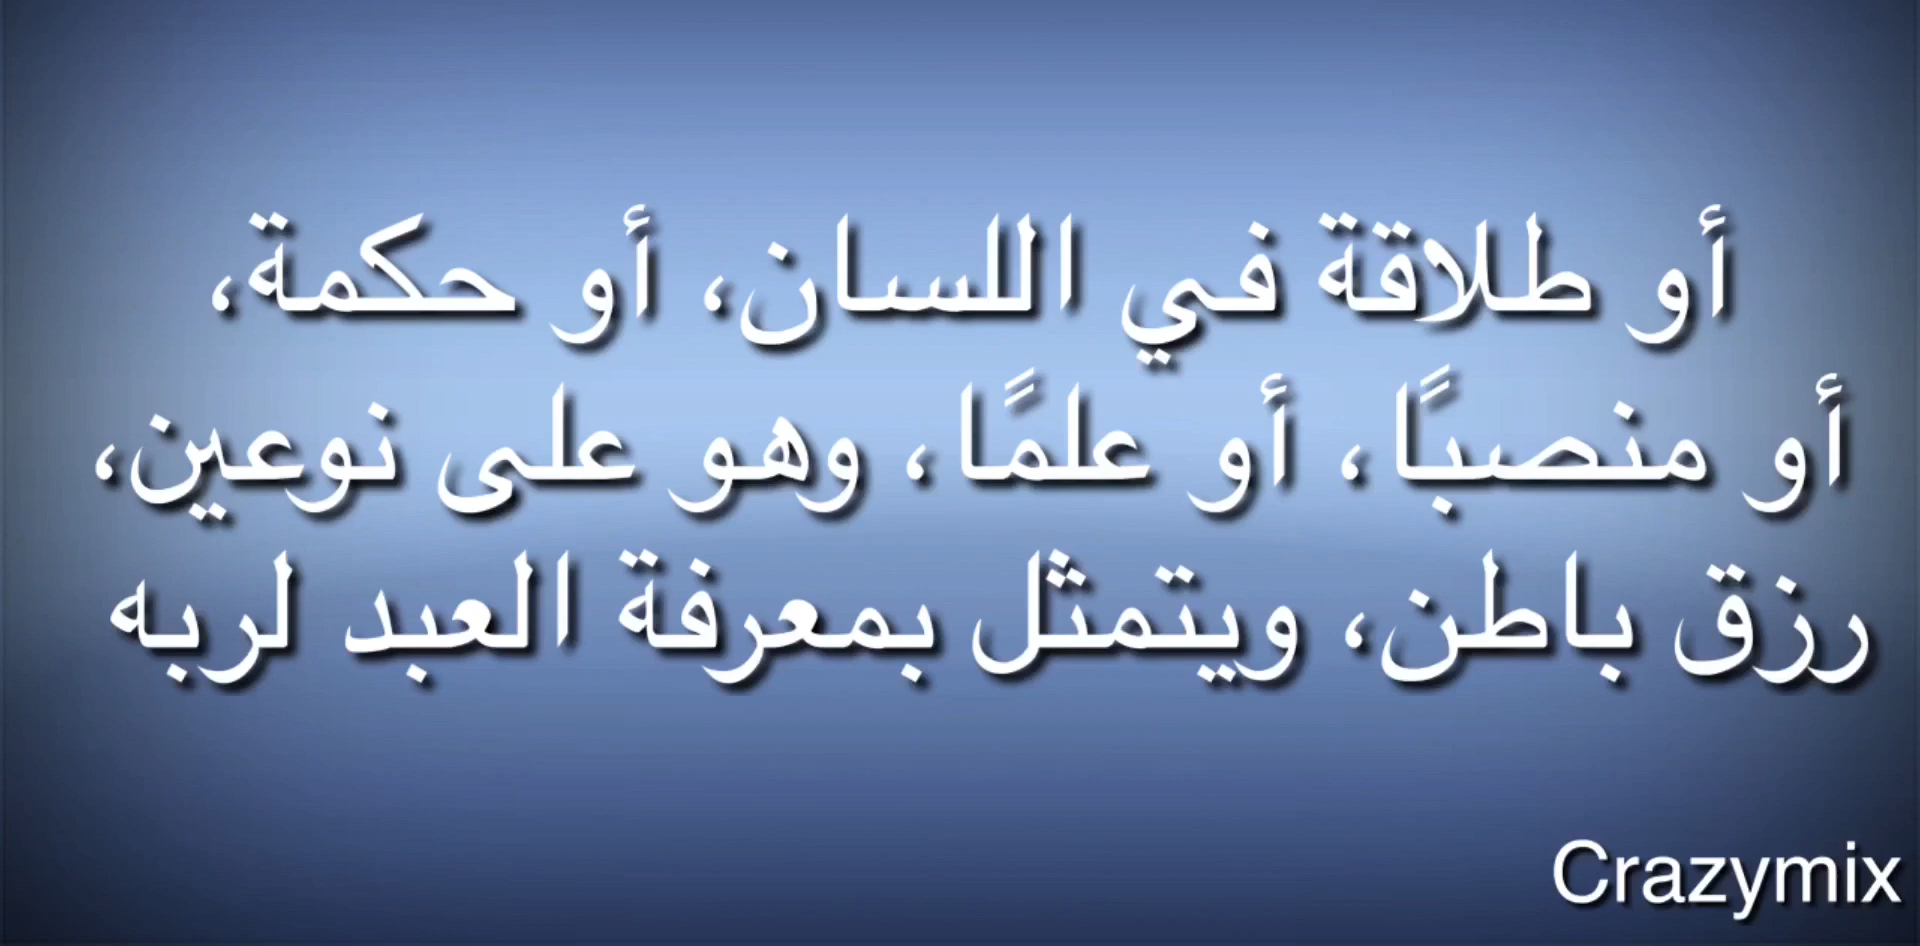 أو طلاقة في اللسان، أو حكمة،
أو منصبًا، أو علمًا، وهو على نوعين،
رزق باطن، ويتمثل بمعرفة العبد لربه
Crazymix